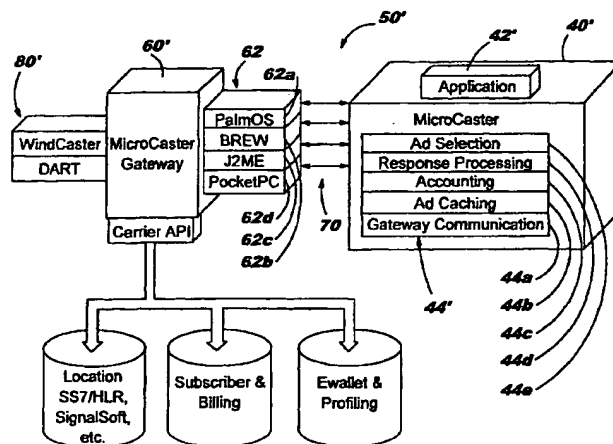 50'
60'
62
42'
40'
80'
62a
Application
PalmOS
WindCaster
MicroCaster
Gateway
BREW
MicroCaster
DART
J2ME
Ad Selection
PocketPC
Response Processing
Accounting
Ad Caching
Gateway Communication
Carrier API
62d
62c
62b
70
44'
44a
44b
44c
44d
44e
Location
SS7/HLR,
SignalSoft,
etc.
Subscriber &
Billing
Ewallet &
Profiling